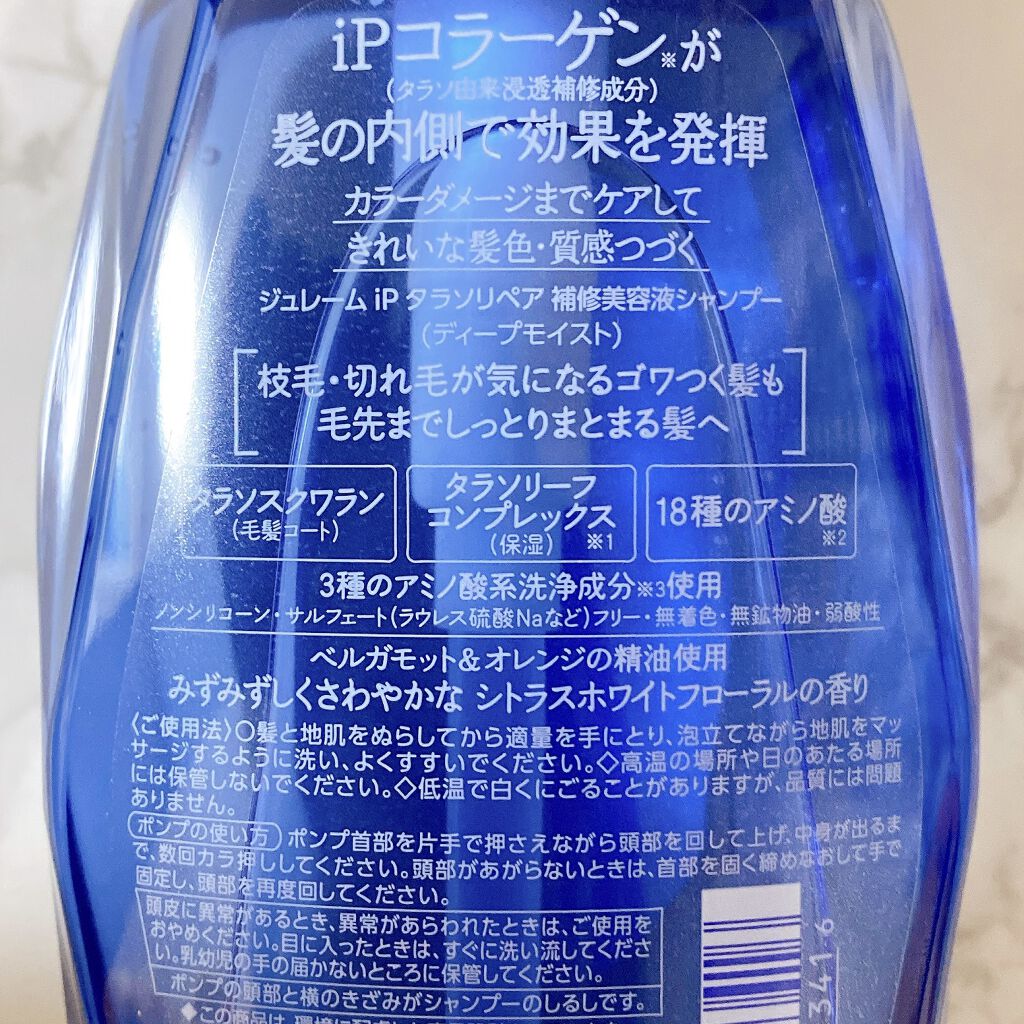 iPコラーゲン※が
(タラソ由来浸透補修成分)
髪の内側で効果を発揮
カラーダメージまでケアして
きれいな髪色・質感つづく
ジュレーム iP タラソリペア 補修美容液シャンプー
(ディープモイスト)
枝毛・切れ毛が気になるゴワつく髪も
毛先までしっとりまとまる髪へ
タラソスクワラン
(毛髪コート)
タラソリーフ
コンプレックス
(保湿) ※1
18種のアミノ酸
※2
3種のアミノ酸系洗浄成分※3使用
ノンシリコーン・サルフェート(ラウレス硫酸Naなど)フリー・無着色・無鉱物油・弱酸性
ベルガモット&オレンジの精油使用
みずみずしくさわやかな シトラスホワイトフローラルの香り
〈ご使用法〉〇髪と地肌をぬらしてから適量を手にとり、泡立てながら地肌をマッ
サージするように洗い、よくすすいでください。◇高温の場所や日のあたる場所
には保管しないでください。◇低温で白くにごることがありますが、品質には問題
ありません。
ポンプの使い方 ポンプ首部を片手で押さえながら頭部を回して上げ、中身が出るま
で、数回カラ押ししてください。頭部があがらないときは、首部を固く締めなおして手で
固定し、頭部を再度回してください。
頭皮に異常があるとき、異常があらわれたときは、ご使用を
おやめください。目に入ったときは、すぐに洗い流してくださ
い。乳幼児の手の届かないところに保管してください。
ポンプの頭部と横のきざみがシャンプーのしるしです。
◆この商品は、環境に配慮し
3416